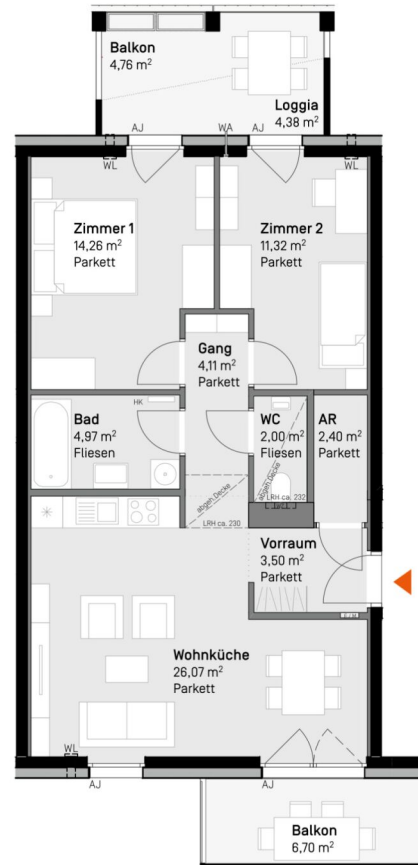 Balkon
4,76 m²
Loggia
4,38 m²
AJ
WA
AJ
WL
WL
Zimmer 1
14,26 m²
Parkett
Zimmer 2
11,32 m²
Parkett
Gang
4,11 m²
Parkett
HK
Bad
4,97 m²
Fliesen
WC
2,00 m²
Fliesen
AR
2,40 m²
Parkett
abgeh. Decke
LRH ca. 232
abgeh. Decke
LRH ca. 230
Vorraum
3,50 m²
Parkett
Wohnküche
26,07 m²
Parkett
WL
AJ
AJ
Balkon
6,70 m²